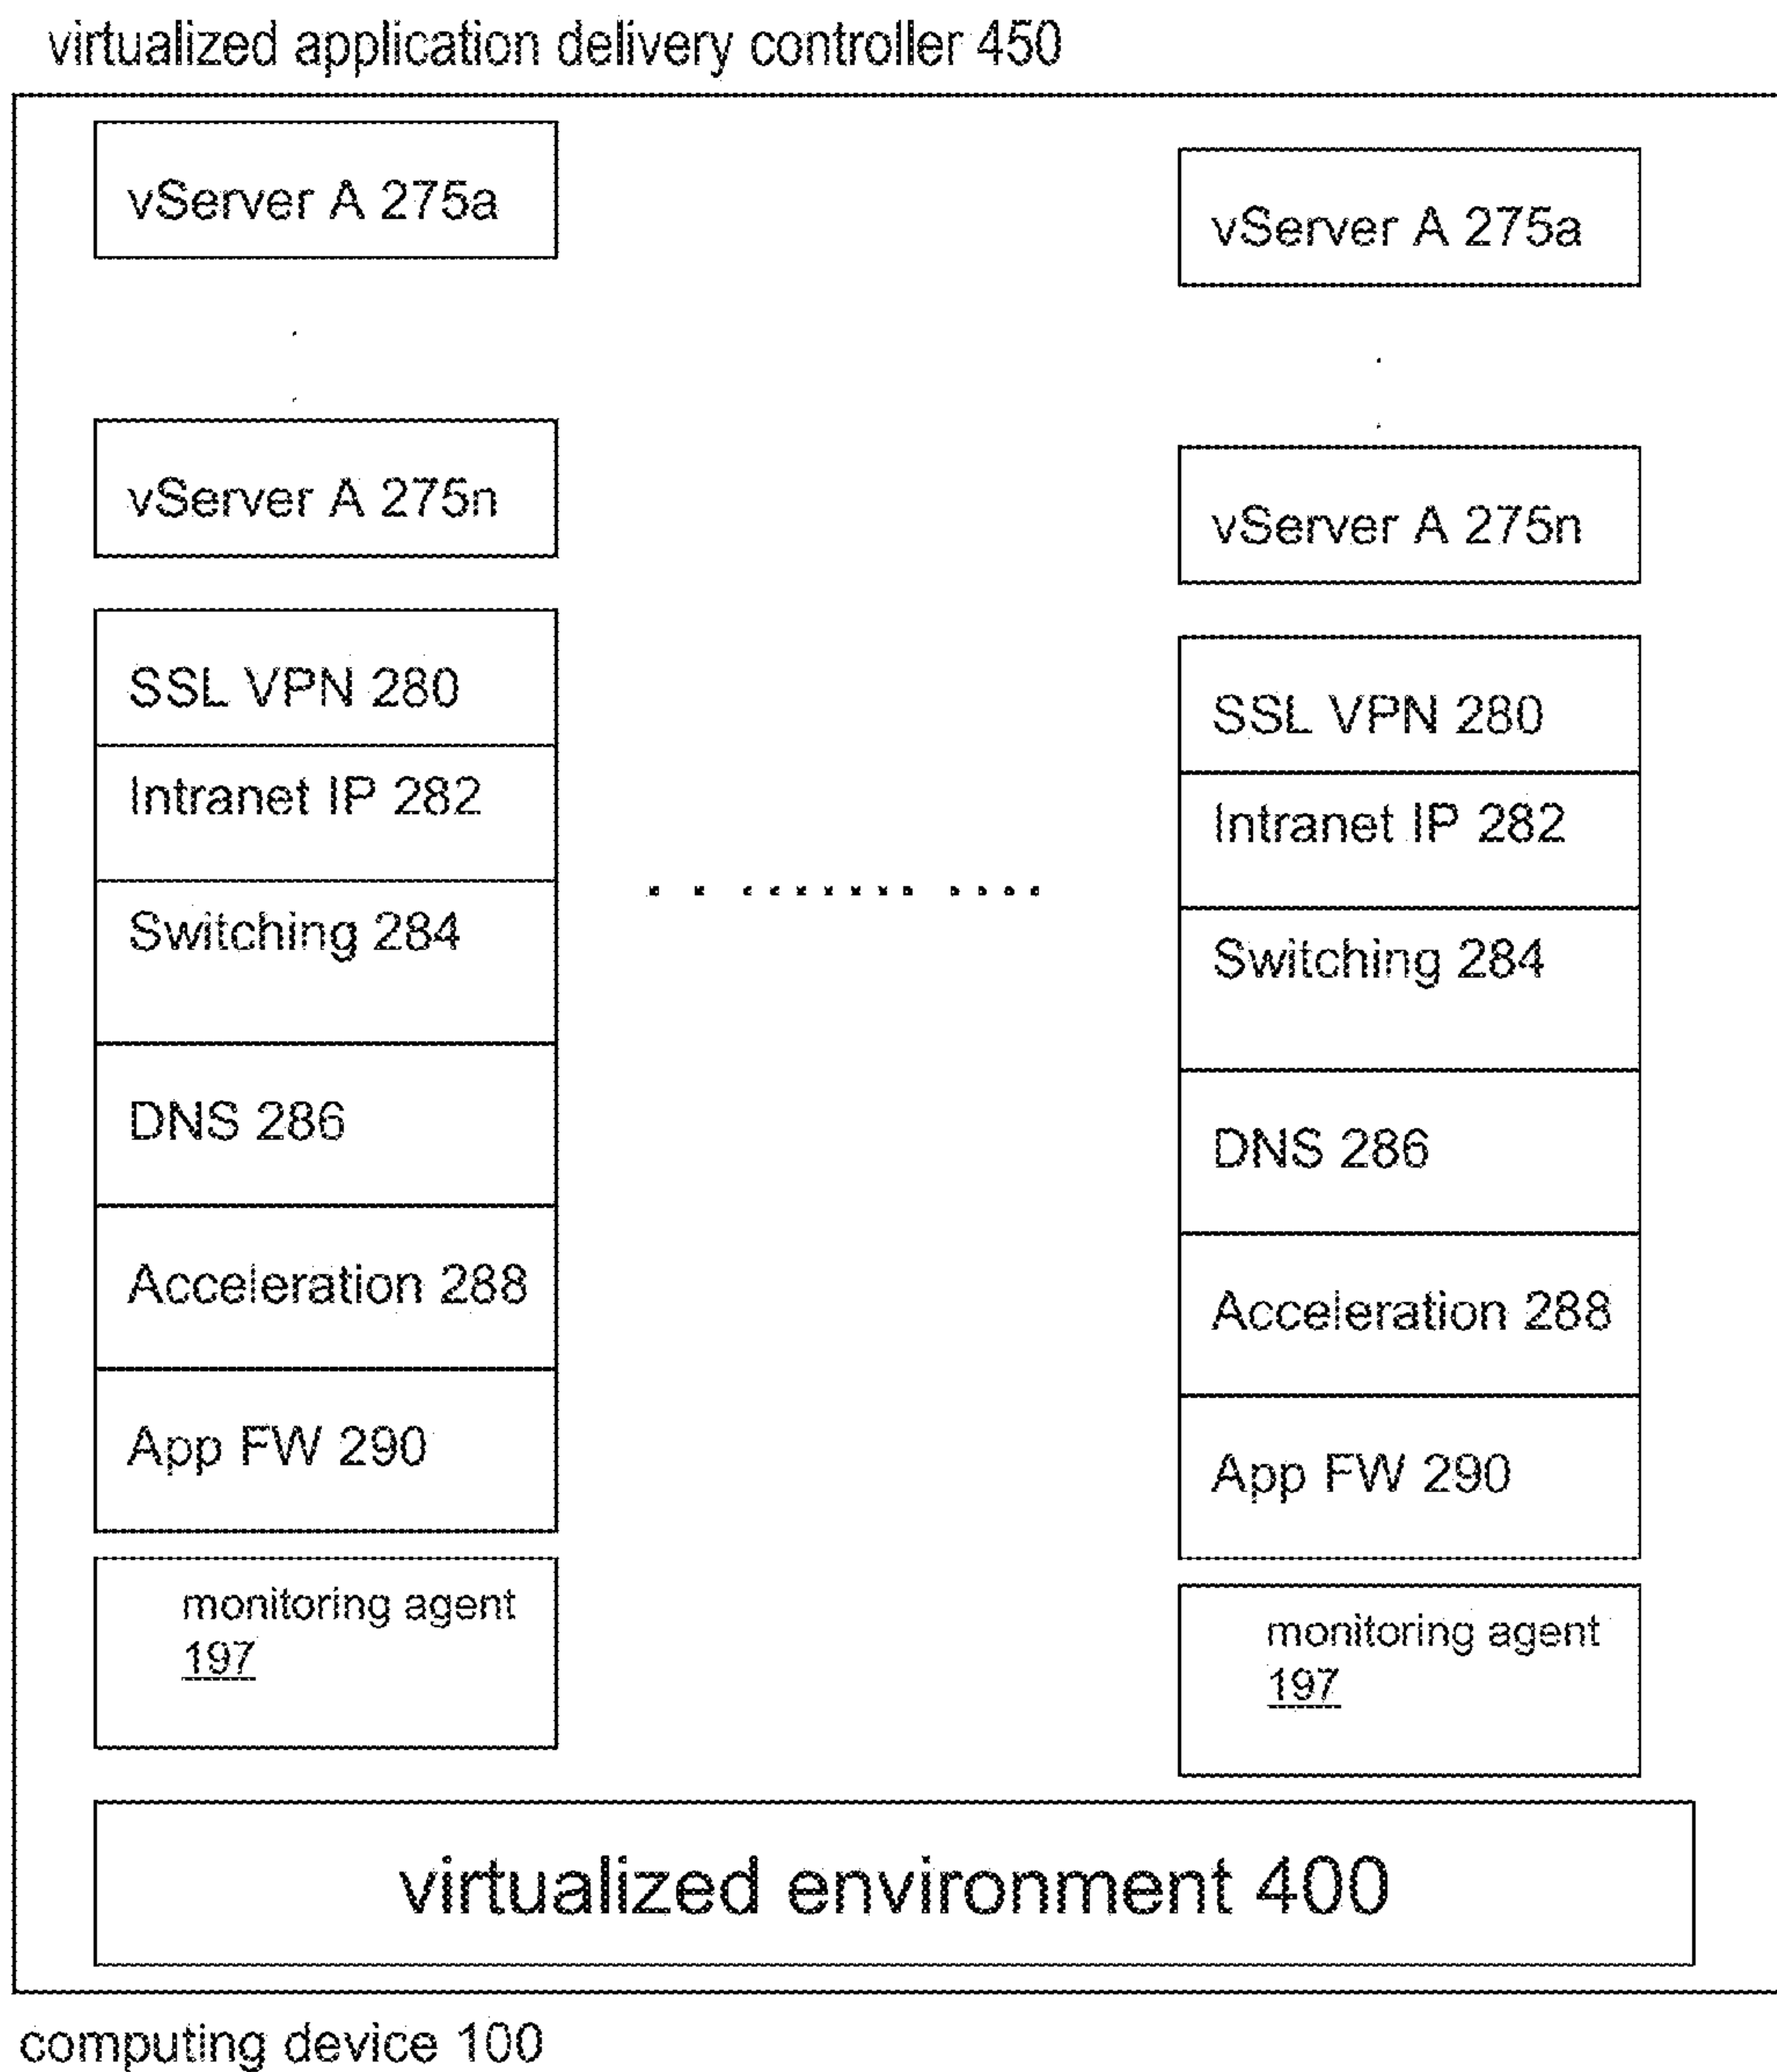 virtualized application delivery controller 450
vServer A 275a
vServer A 275n
SSL VPN 280
Intranet IP 282
Switching 284
DNS 286
Acceleration 288
App FW 290
monitoring agent
197
vServer A 275a
vServer A 275n
SSL VPN 280
Intranet IP 282
Switching 284
DNS 286
Acceleration 288
App FW 290
monitoring agent
197
virtualized environment 400
computing device 100